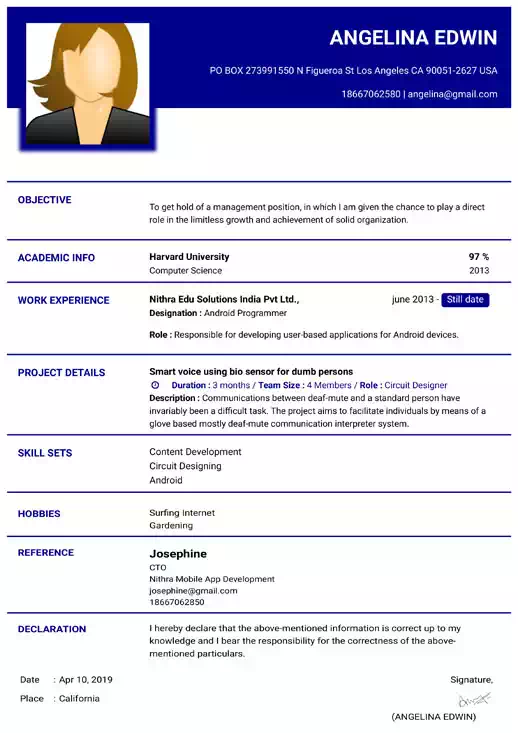 ANGELINA EDWIN
PO BOX 273991550 N Figueroa St Los Angeles CA 90051-2627 USA
18667062580 | angelina@gmail.com
OBJECTIVE
To get hold of a management position, in which I am given the chance to play a direct
role in the limitless growth and achievement of solid organization.
ACADEMIC INFO
Harvard University 97 %
Computer Science 2013
WORK EXPERIENCE
Nithra Edu Solutions India Pvt Ltd., june 2013 - Still date
Designation : Android Programmer
Role : Responsible for developing user-based applications for Android devices.
PROJECT DETAILS
Smart voice using bio sensor for dumb persons
Duration : 3 months / Team Size : 4 Members / Role : Circuit Designer
Description : Communications between deaf-mute and a standard person have
invariably been a difficult task. The project aims to facilitate individuals by means of a
glove based mostly deaf-mute communication interpreter system.
SKILL SETS
Content Development
Circuit Designing
Android
HOBBIES
Surfing Internet
Gardening
REFERENCE
Josephine
CTO
Nithra Mobile App Development
josephine@gmail.com
18667062850
DECLARATION
I hereby declare that the above-mentioned information is correct up to my
knowledge and I bear the responsibility for the correctness of the above-
mentioned particulars.
Date : Apr 10, 2019 Signature,
Place : California
(ANGELINA EDWIN)